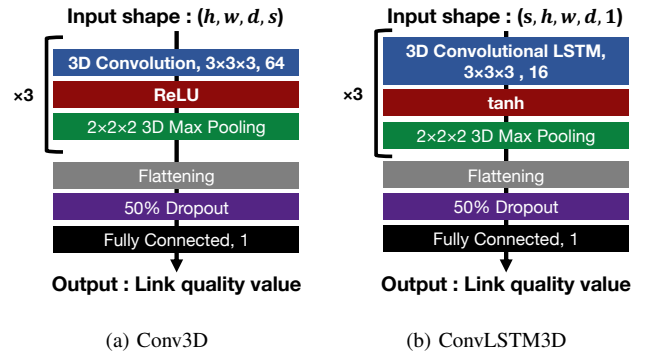 Input shape : (h, w, d, s)
×3
3D Convolution, 3×3×3, 64
ReLU
2×2×2 3D Max Pooling
Flattening
50% Dropout
Fully Connected, 1
Output : Link quality value
(a) Conv3D
Input shape : (s, h, w, d, 1)
×3
3D Convolutional LSTM,
3×3×3 , 16
tanh
2×2×2 3D Max Pooling
Flattening
50% Dropout
Fully Connected, 1
Output : Link quality value
(b) ConvLSTM3D